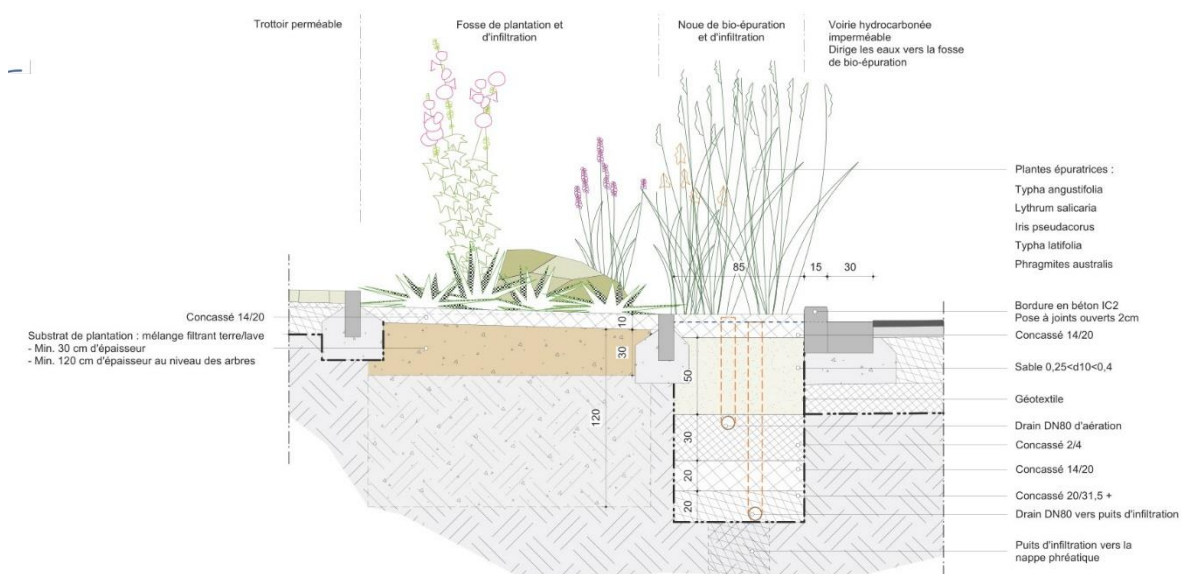 Trottoir perméable
Fosse de plantation et
d'infiltration
Noue de bio-épuration
et d'infiltration
Voirie hydrocarbonée
imperméable
Dirige les eaux vers la fosse
de bio-épuration
Plantes épuratrices :
Typha angustifolia
Lythrum salicaria
Iris pseudacorus
Typha latifolia
Phragmites australis
85
15
30
Concassé 14/20
Substrat de plantation : mélange filtrant terre/lave
- Min. 30 cm d'épaisseur
- Min. 120 cm d'épaisseur au niveau des arbres
10
30
120
50
30
20
20
Bordure en béton IC2
Pose à joints ouverts 2cm
Concassé 14/20
Sable 0,25<d10<0,4
Géotextile
Drain DN80 d'aération
Concassé 2/4
Concassé 14/20
Concassé 20/31,5 +
Drain DN80 vers puits d'infiltration
Puits d'infiltration vers la
nappe phréatique